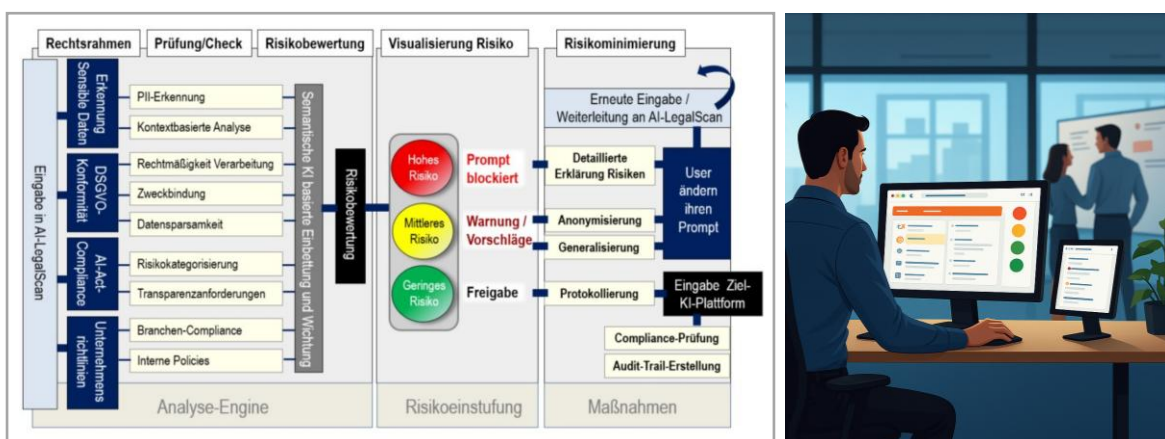 Rechtsrahmen
Prüfung/Check
Risikobewertung
Visualisierung Risiko
Risikominimierung
Eingabe in AI-LegalScan
Erkennung
Sensible Daten
PII-Erkennung
Kontextbasierte Analyse
DSGVO-
Konformität
Rechtmäßigkeit Verarbeitung
Zweckbindung
Datensparsamkeit
AI-Act-
Compliance
Risikokategorisierung
Transparenzanforderungen
Unternehmens
richtlinien
Branchen-Compliance
Interne Policies
Semantische KI basierte Einbettung und Wichtung
Risikobewertung
Hohes
Risiko
Prompt
blockiert
Mittleres
Risiko
Warnung /
Vorschläge
Geringes
Risiko
Freigabe
Erneute Eingabe /
Weiterleitung an AI-LegalScan
Detaillierte
Erklärung Risiken
Anonymisierung
Generalisierung
User
ändern
ihren
Prompt
Protokollierung
Eingabe Ziel-
KI-Plattform
Compliance-Prüfung
Audit-Trail-Erstellung
Analyse-Engine
Risikoeinstufung
Maßnahmen